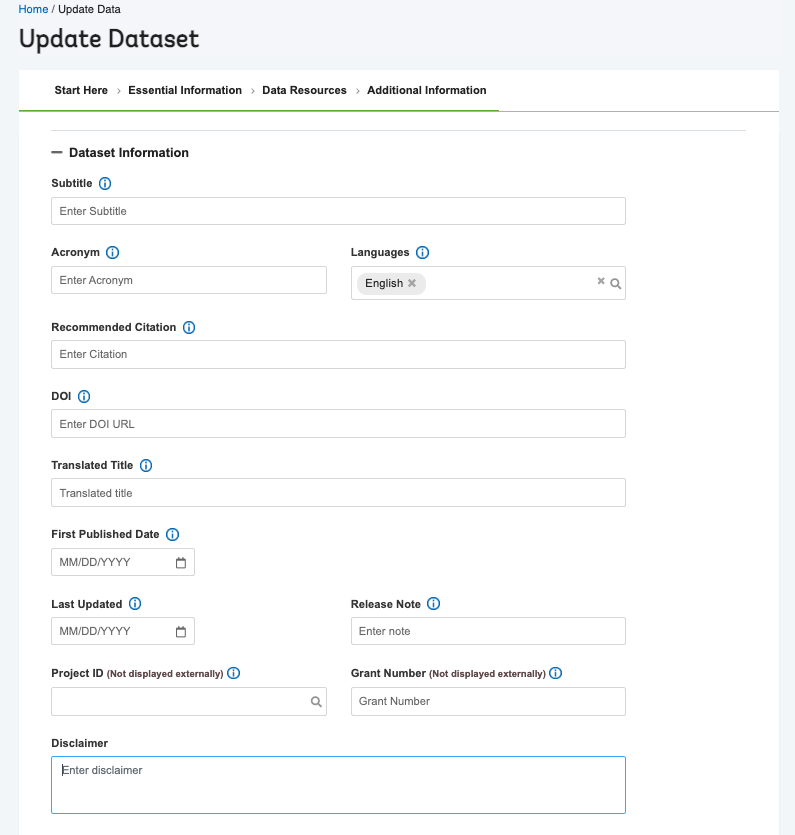 Home / Update Data
Update Dataset
Start Here > Essential Information > Data Resources > Additional Information
— Dataset Information
Subtitle
Enter Subtitle
Acronym Languages
Enter Acronym English
Recommended Citation
Enter Citation
DOI
Enter DOI URL
Translated Title
Translated title
First Published Date
MM/DD/YYYY
Last Updated Release Note
MM/DD/YYYY Enter note
Project ID (Not displayed externally) Grant Number (Not displayed externally)
Grant Number
Disclaimer
Enter disclaimer